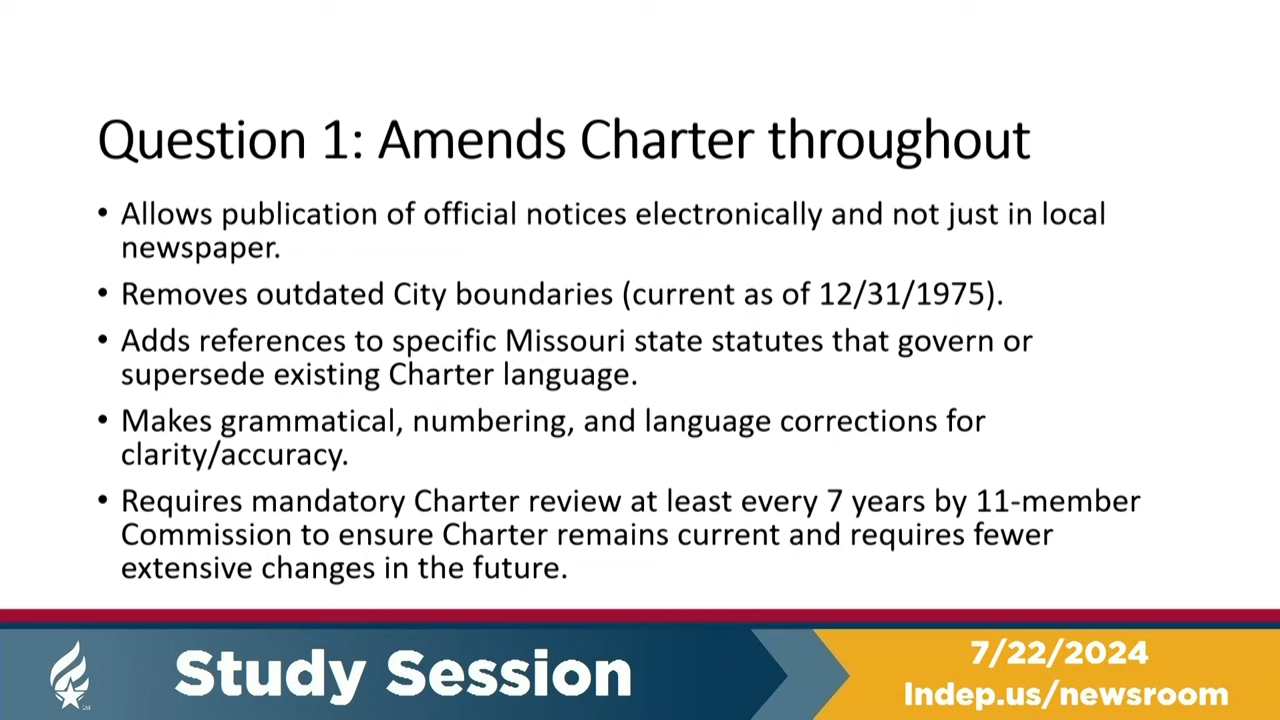 Question 1: Amends Charter throughout
• Allows publication of official notices electronically and not just in local
newspaper.
• Removes outdated City boundaries (current as of 12/31/1975).
• Adds references to specific Missouri state statutes that govern or
supersede existing Charter language.
• Makes grammatical, numbering, and language corrections for
clarity/accuracy.
• Requires mandatory Charter review at least every 7 years by 11-member
Commission to ensure Charter remains current and requires fewer
extensive changes in the future.
Study Session
7/22/2024
Indep.us/newsroom